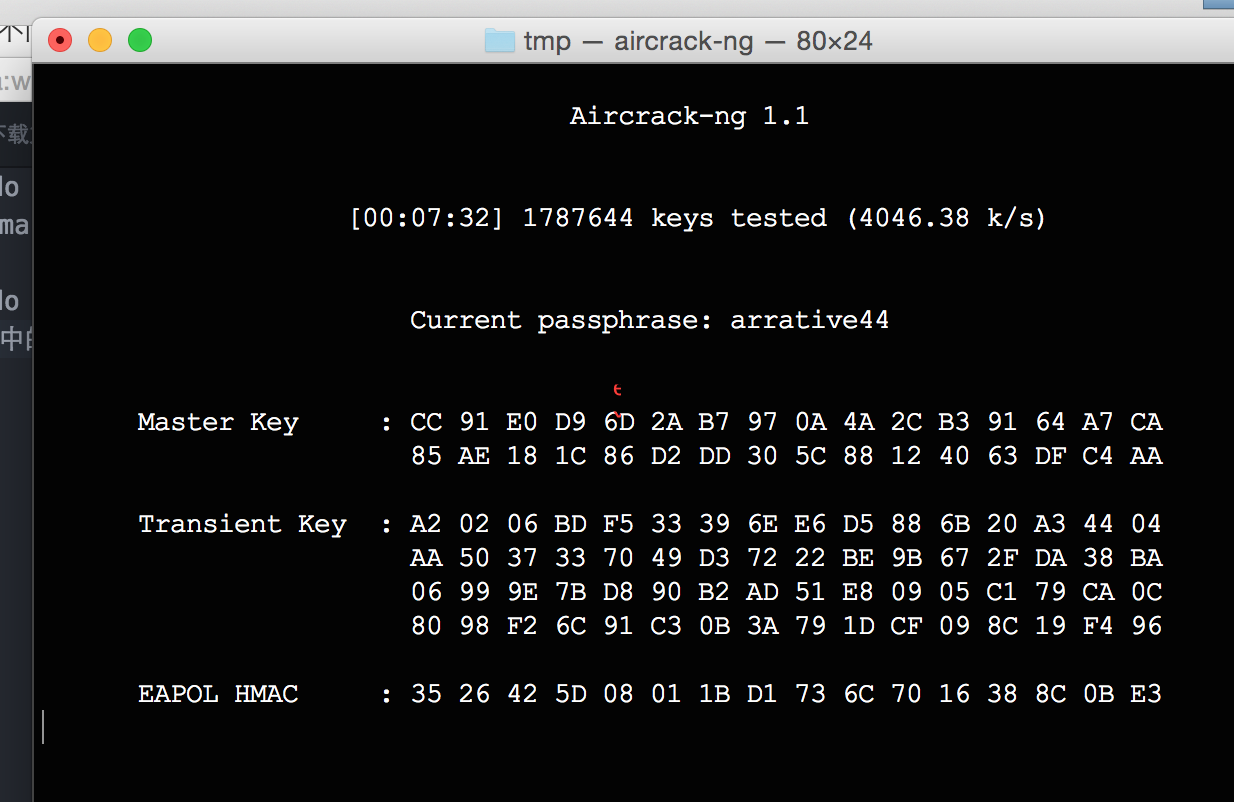 tmp — aircrack-ng — 80×24
Aircrack-ng 1.1
[00:07:32] 1787644 keys tested (4046.38 k/s)
Current passphrase: arrative44
Master Key : CC 91 E0 D9 6D 2A B7 97 0A 4A 2C B3 91 64 A7 CA
85 AE 18 1C 86 D2 DD 30 5C 88 12 40 63 DF C4 AA
Transient Key : A2 02 06 BD F5 33 39 6E E6 D5 88 6B 20 A3 44 04
AA 50 37 33 70 49 D3 72 22 BE 9B 67 2F DA 38 BA
06 99 9E 7B D8 90 B2 AD 51 E8 09 05 C1 79 CA 0C
80 98 F2 6C 91 C3 0B 3A 79 1D CF 09 8C 19 F4 96
EAPOL HMAC : 35 26 42 5D 08 01 1B D1 73 6C 70 16 38 8C 0B E3